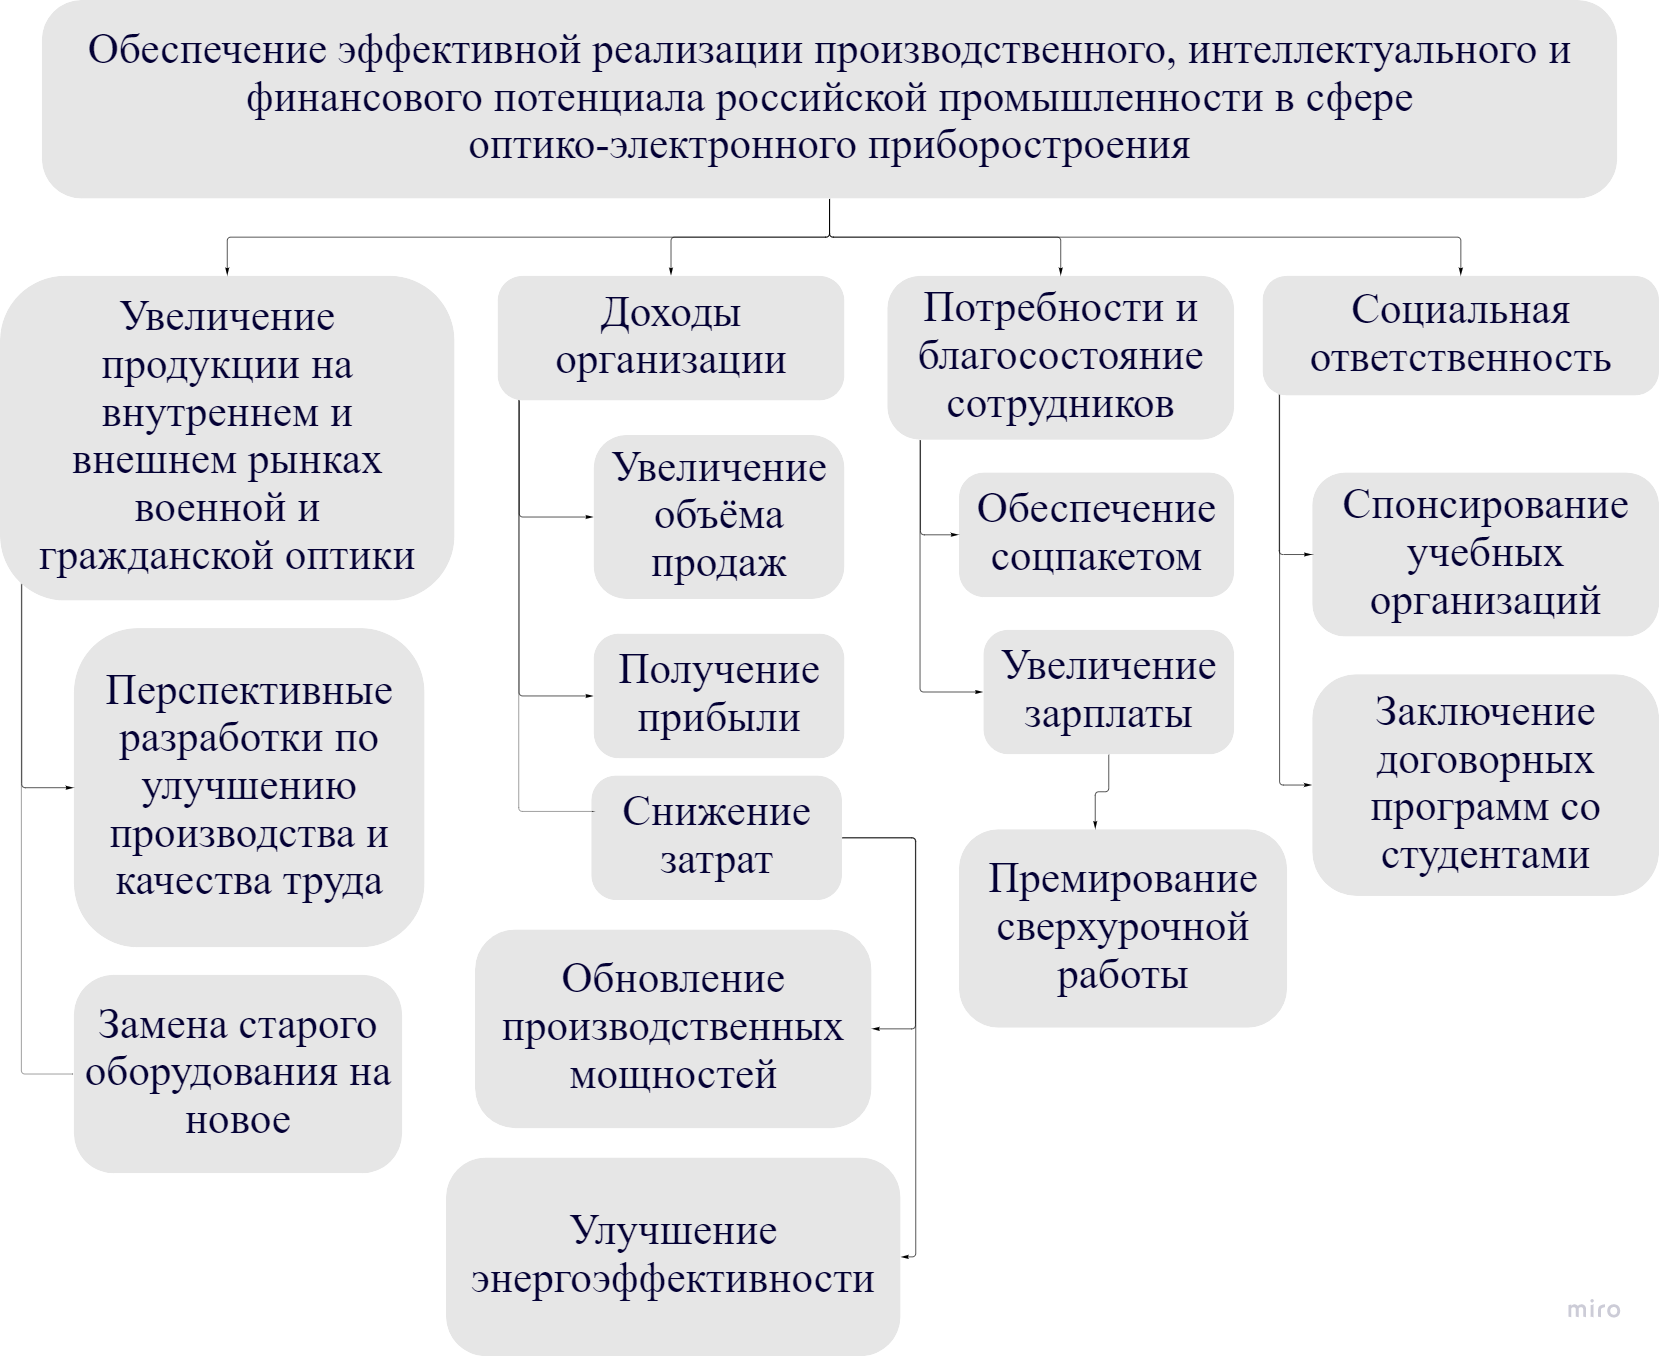 Обеспечение эффективной реализации производственного, интеллектуального и
финансового потенциала российской промышленности в сфере
оптико-электронного приборостроения
Увеличение
продукции на
внутреннем и
внешнем рынках
военной и
гражданской оптики
Перспективные
разработки по
улучшению
производства и
качества труда
Замена старого
оборудования на
новое
Доходы
организации
Увеличение
объёма
продаж
Получение
прибыли
Снижение
затрат
Обновление
производственных
мощностей
Улучшение
энергоэффективности
Потребности и
благосостояние
сотрудников
Обеспечение
соцпакетом
Увеличение
зарплаты
Премирование
сверхурочной
работы
Социальная
ответственность
Спонсирование
учебных
организаций
Заключение
договорных
программ со
студентами
miro